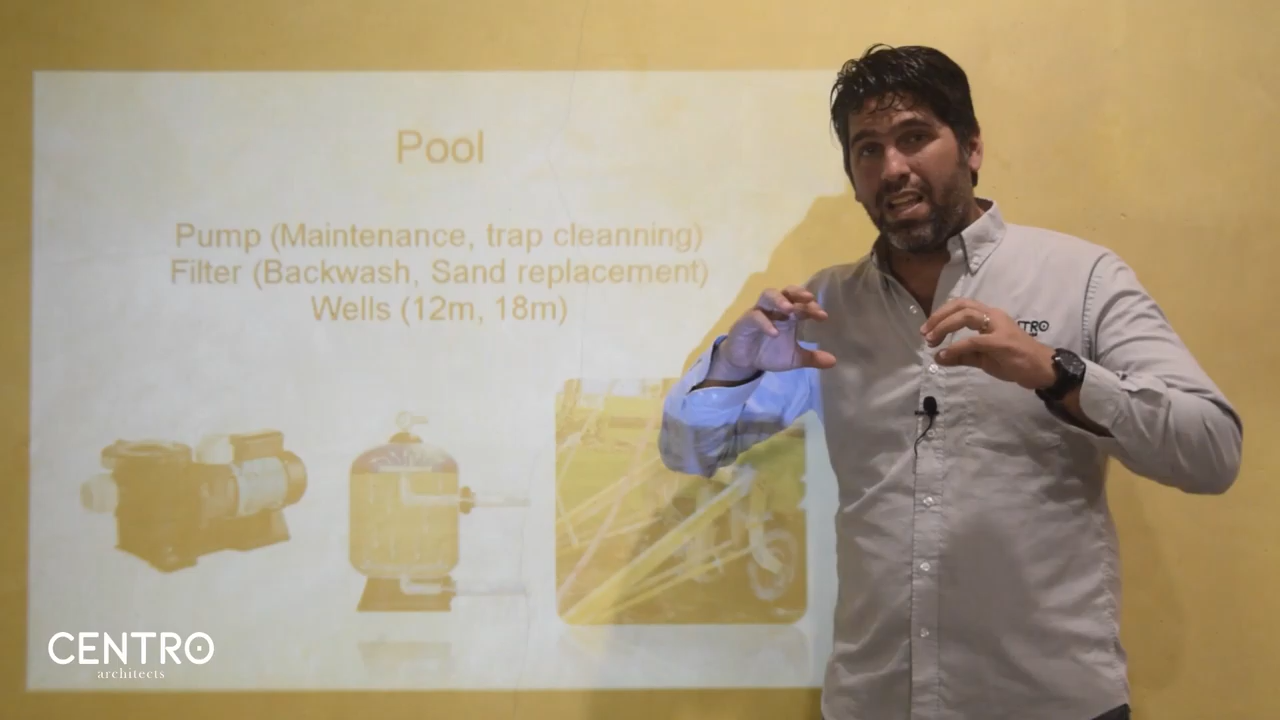 Pool
Pump (Maintenance, trap cleanning)
Filter (Backwash, Sand replacement)
Wells (12m, 18m)
CENTRO
architects